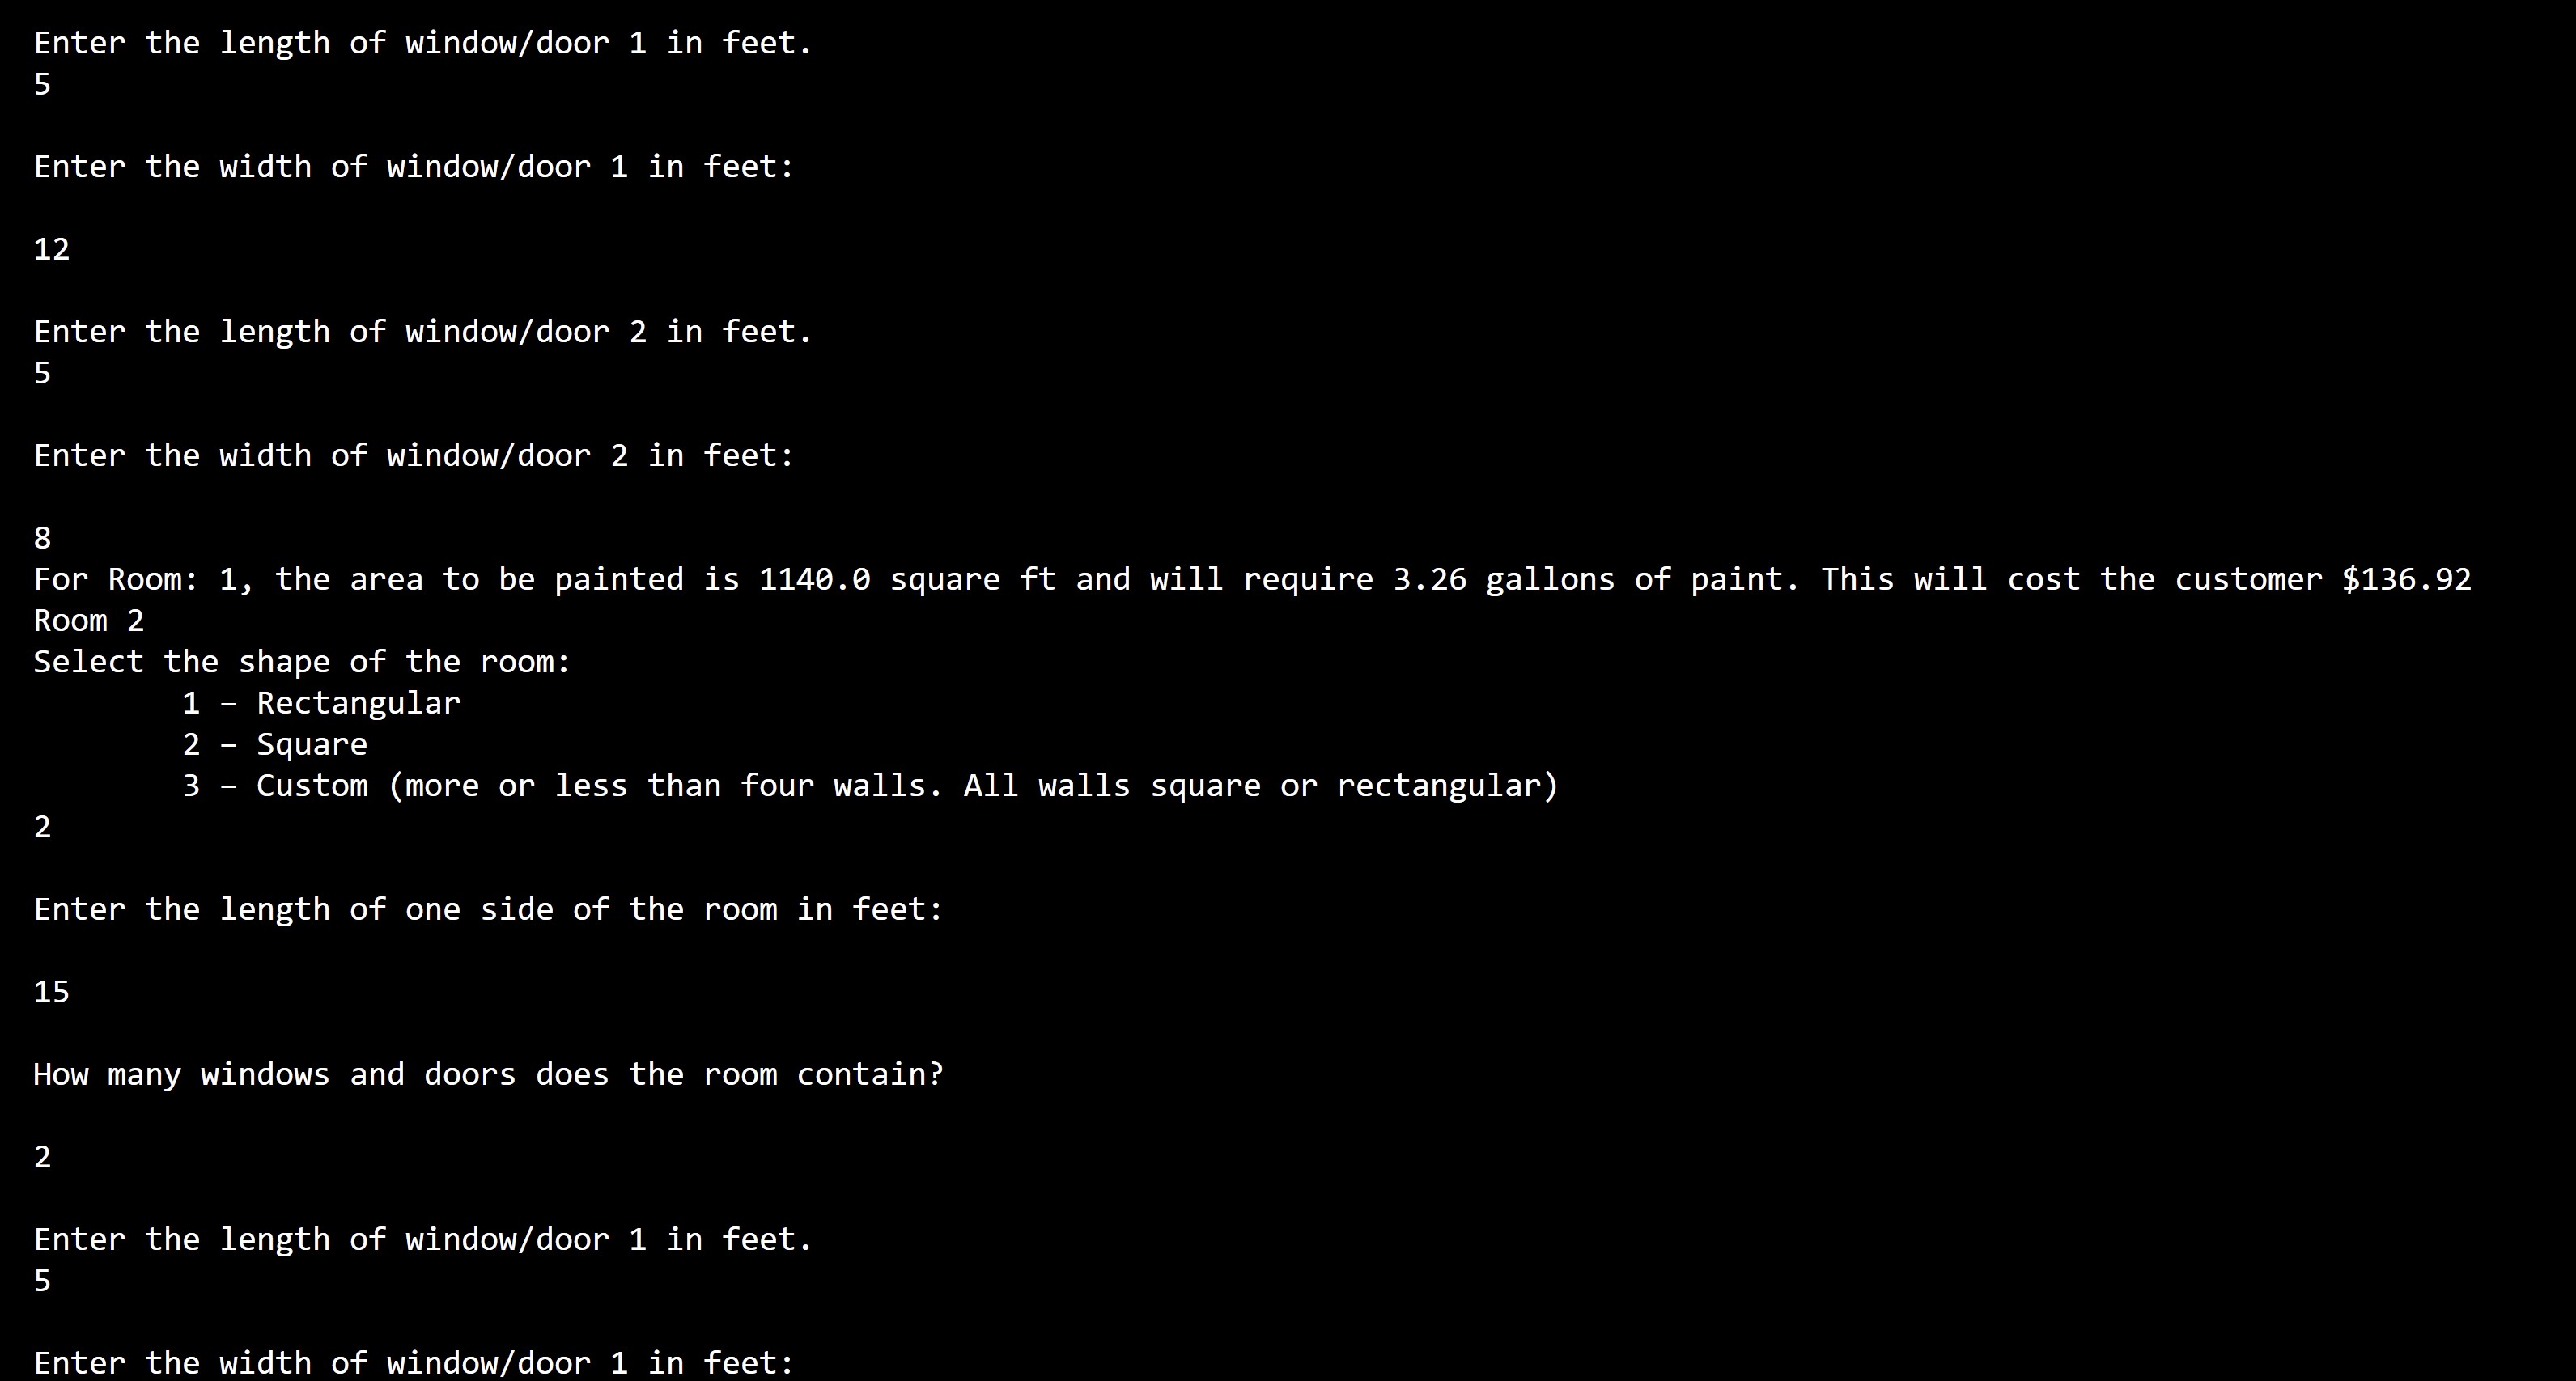 Enter the length of window/door 1 in feet.
5
Enter the width of window/door 1 in feet:
12
Enter the length of window/door 2 in feet.
5
Enter the width of window/door 2 in feet:
8
For Room: 1, the area to be painted is 1140.0 square ft and will require 3.26 gallons of paint. This will cost the customer $136.92
Room 2
Select the shape of the room:
1 – Rectangular
2 – Square
3 – Custom (more or less than four walls. All walls square or rectangular)
2
Enter the length of one side of the room in feet:
15
How many windows and doors does the room contain?
2
Enter the length of window/door 1 in feet.
5
Enter the width of window/door 1 in feet: